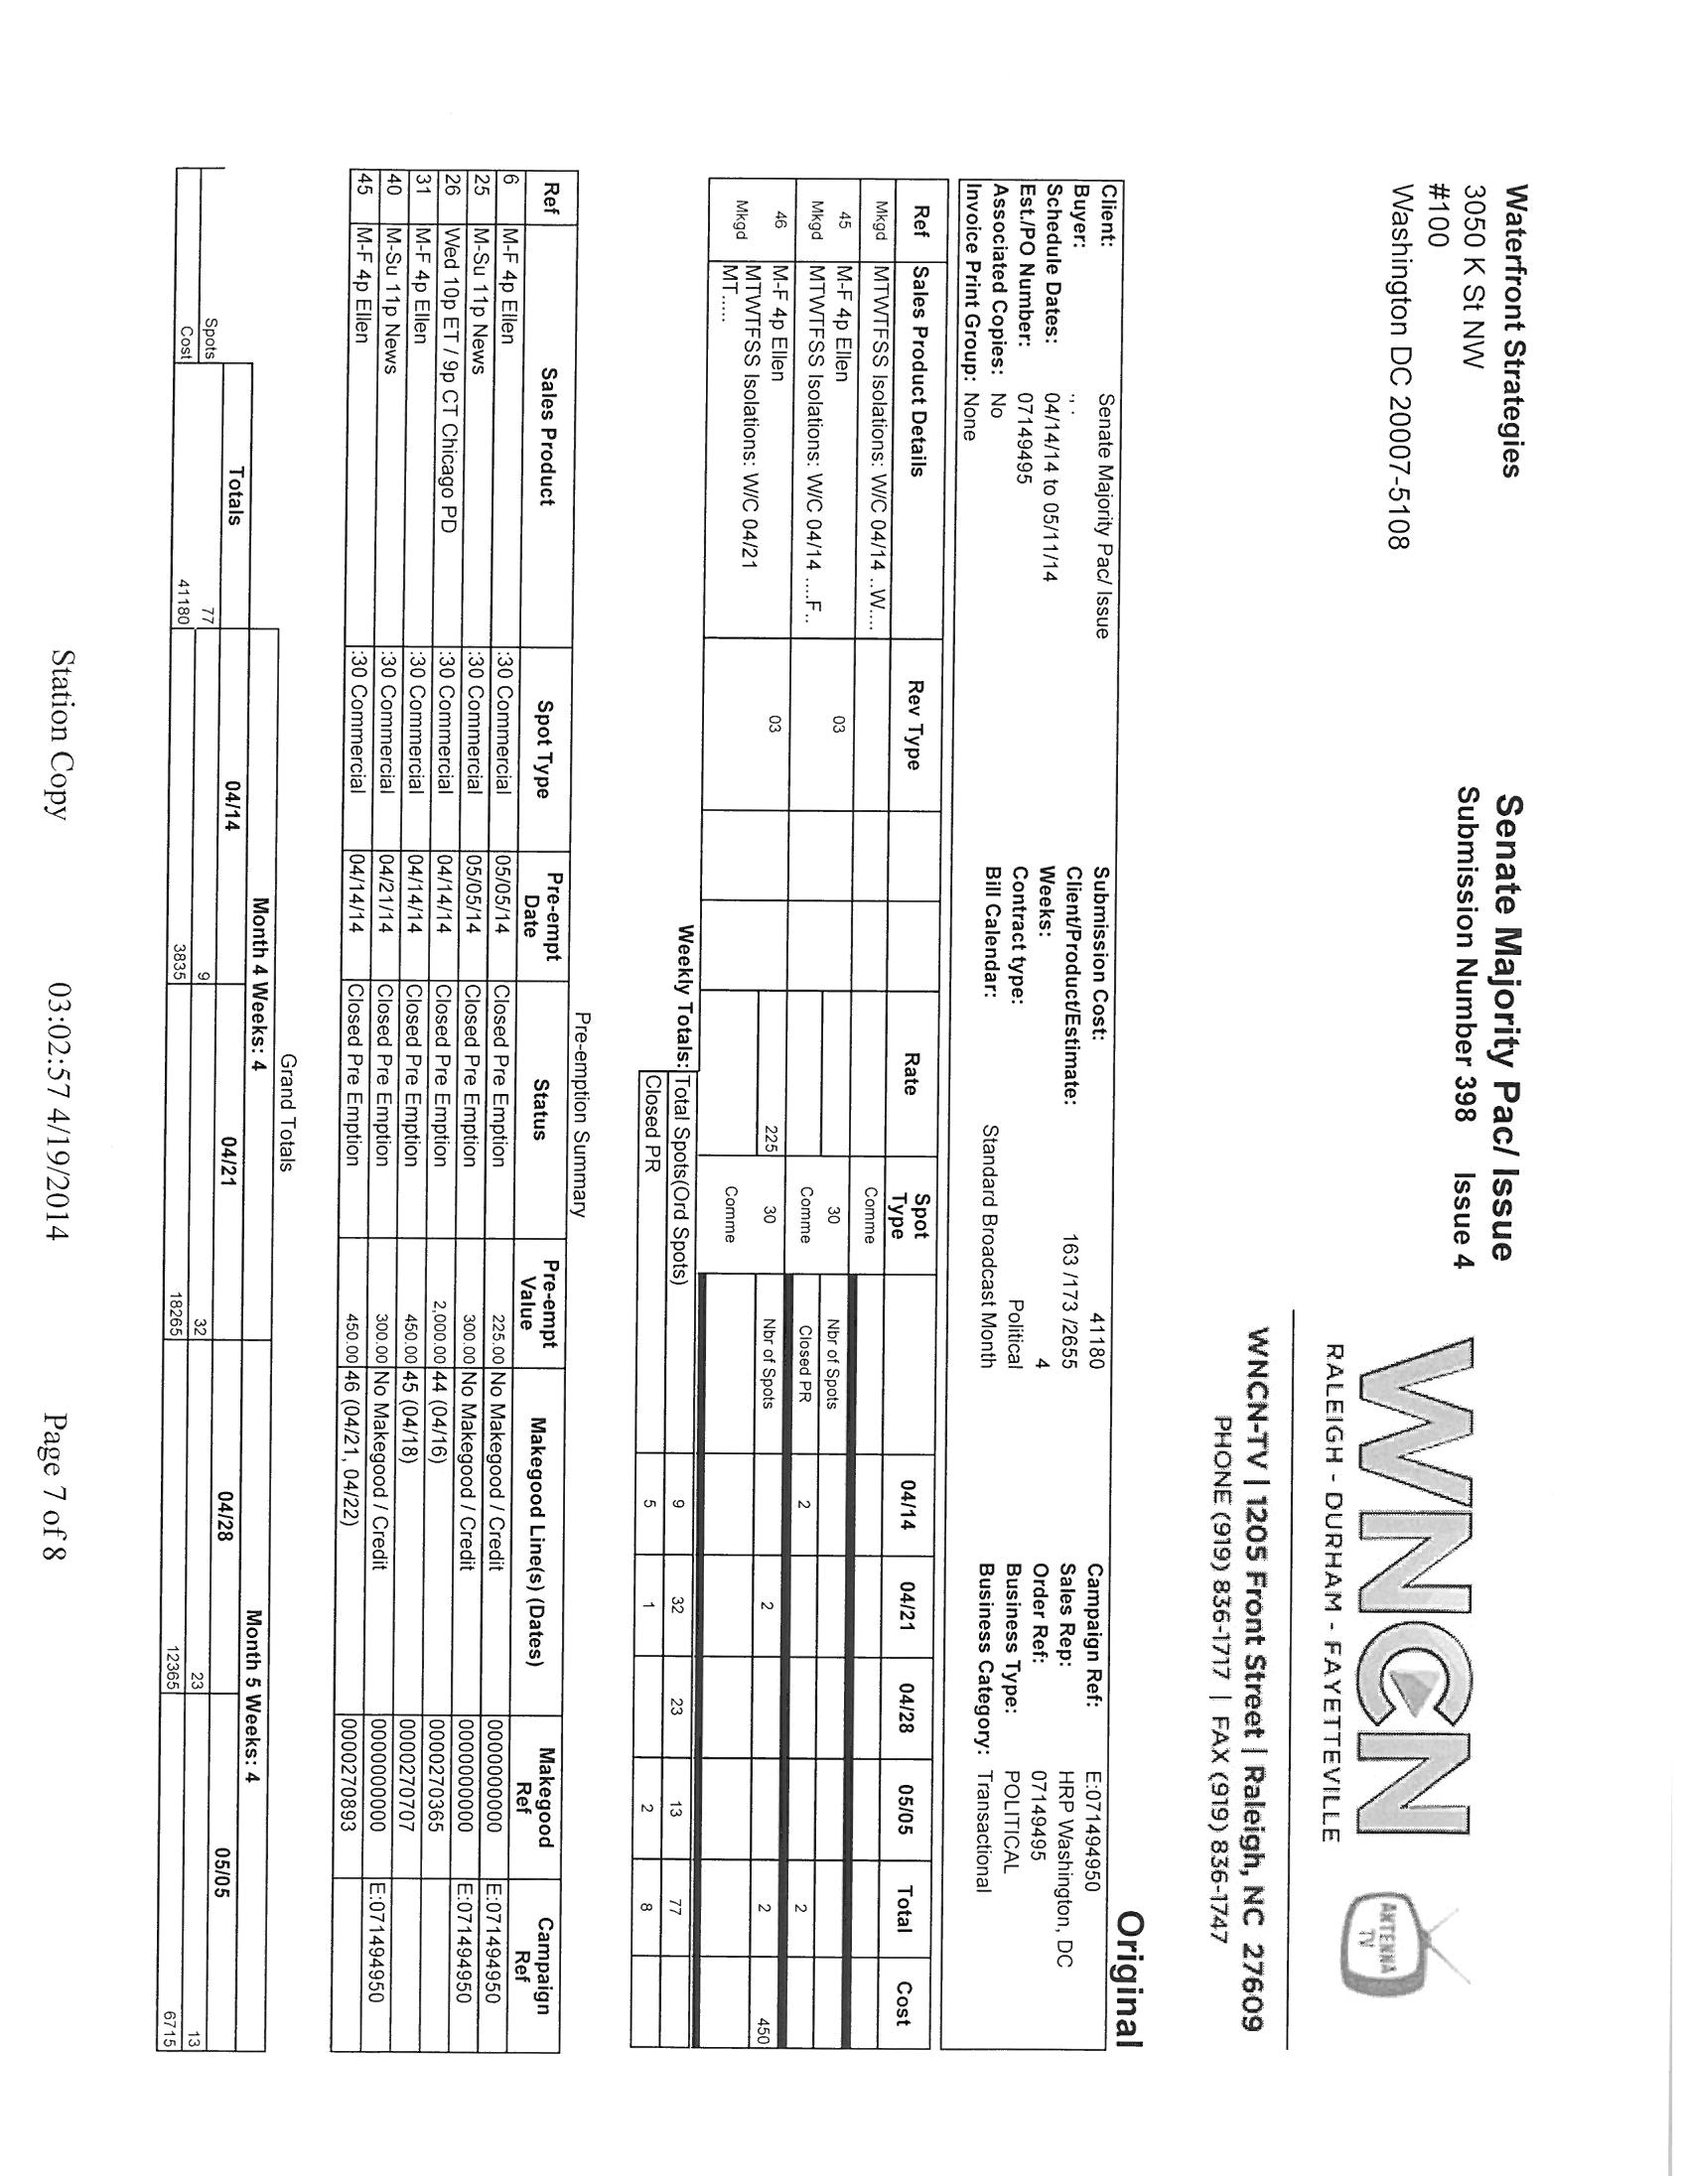 Waterfront Strategies
3050 K St NW
#100
Washington DC 20007-5108
Senate Majority Pac/ Issue
Submission Number 398 Issue 4
WNCN
ANTENNA
TV
RALEIGH - DURHAM - FAYETTEVILLE
WNCN-TV | 1205 Front Street | Raleigh, NC 27609
PHONE (919) 836-1717 | FAX (919) 836-1747
Original
Client: Senate Majority Pac/ Issue Submission Cost: 41180 Campaign Ref: E:071494950
Buyer: ., . Client/Product/Estimate: 163 /173 /2655 Sales Rep: HRP Washington, DC
Schedule Dates: 04/14/14 to 05/11/14 Weeks: 4 Order Ref: 07149495
Est./PO Number: 07149495 Contract type: Political Business Type: POLITICAL
Associated Copies: No Bill Calendar: Standard Broadcast Month Business Category: Transactional
Invoice Print Group: None
Ref Sales Product Details Rev Type Rate Spot Type 04/14 04/21 04/28 05/05 Total Cost
Mkgd MTWTFSS Isolations: W/C 04/14 ..W.... Comme
45 M-F 4p Ellen 03 30 Nbr of Spots
Mkgd MTWTFSS Isolations: W/C 04/14 ....F.. Comme Closed PR 2 2
46 M-F 4p Ellen 03 225 30 Nbr of Spots 2 2 450
Mkgd MTWTFSS Isolations: W/C 04/21 Comme
MT.....
Weekly Totals: Total Spots(Ord Spots) 9 32 23 13 77
Closed PR 5 1 2 8
Pre-emption Summary
Ref Sales Product Spot Type Pre-empt Date Status Pre-empt Value Makegood Line(s) (Dates) Makegood Ref Campaign Ref
6 M-F 4p Ellen :30 Commercial 05/05/14 Closed Pre Emption 225.00 No Makegood / Credit 0000000000 E:071494950
25 M-Su 11p News :30 Commercial 05/05/14 Closed Pre Emption 300.00 No Makegood / Credit 0000000000 E:071494950
26 Wed 10p ET / 9p CT Chicago PD :30 Commercial 04/14/14 Closed Pre Emption 2,000.00 44 (04/16) 0000270365
31 M-F 4p Ellen :30 Commercial 04/14/14 Closed Pre Emption 450.00 45 (04/18) 0000270707
40 M-Su 11p News :30 Commercial 04/21/14 Closed Pre Emption 300.00 No Makegood / Credit 0000000000 E:071494950
45 M-F 4p Ellen :30 Commercial 04/14/14 Closed Pre Emption 450.00 46 (04/21, 04/22) 0000270893
Grand Totals
Month 4 Weeks: 4 Month 5 Weeks: 4
Totals 04/14 04/21 04/28 05/05
Spots 77 9 32 23 13
Cost 41180 3835 18265 12365 6715
Station Copy 03:02:57 4/19/2014 Page 7 of 8